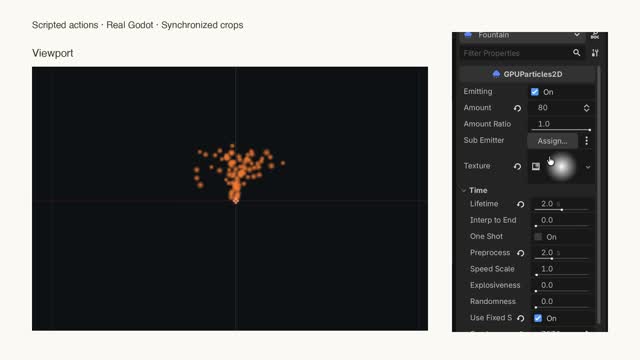 Scripted actions · Real Godot · Synchronized crops
Viewport
Fountain
DOC
Filter Properties
GPUParticles2D
Emitting On
Amount 80
Amount Ratio 1.0
Sub Emitter Assign...
Texture
Time
Lifetime 2.0 s
Interp to End 0.0
One Shot On
Preprocess 2.0 s
Speed Scale 1.0
Explosiveness 0.0
Randomness 0.0
Use Fixed S On